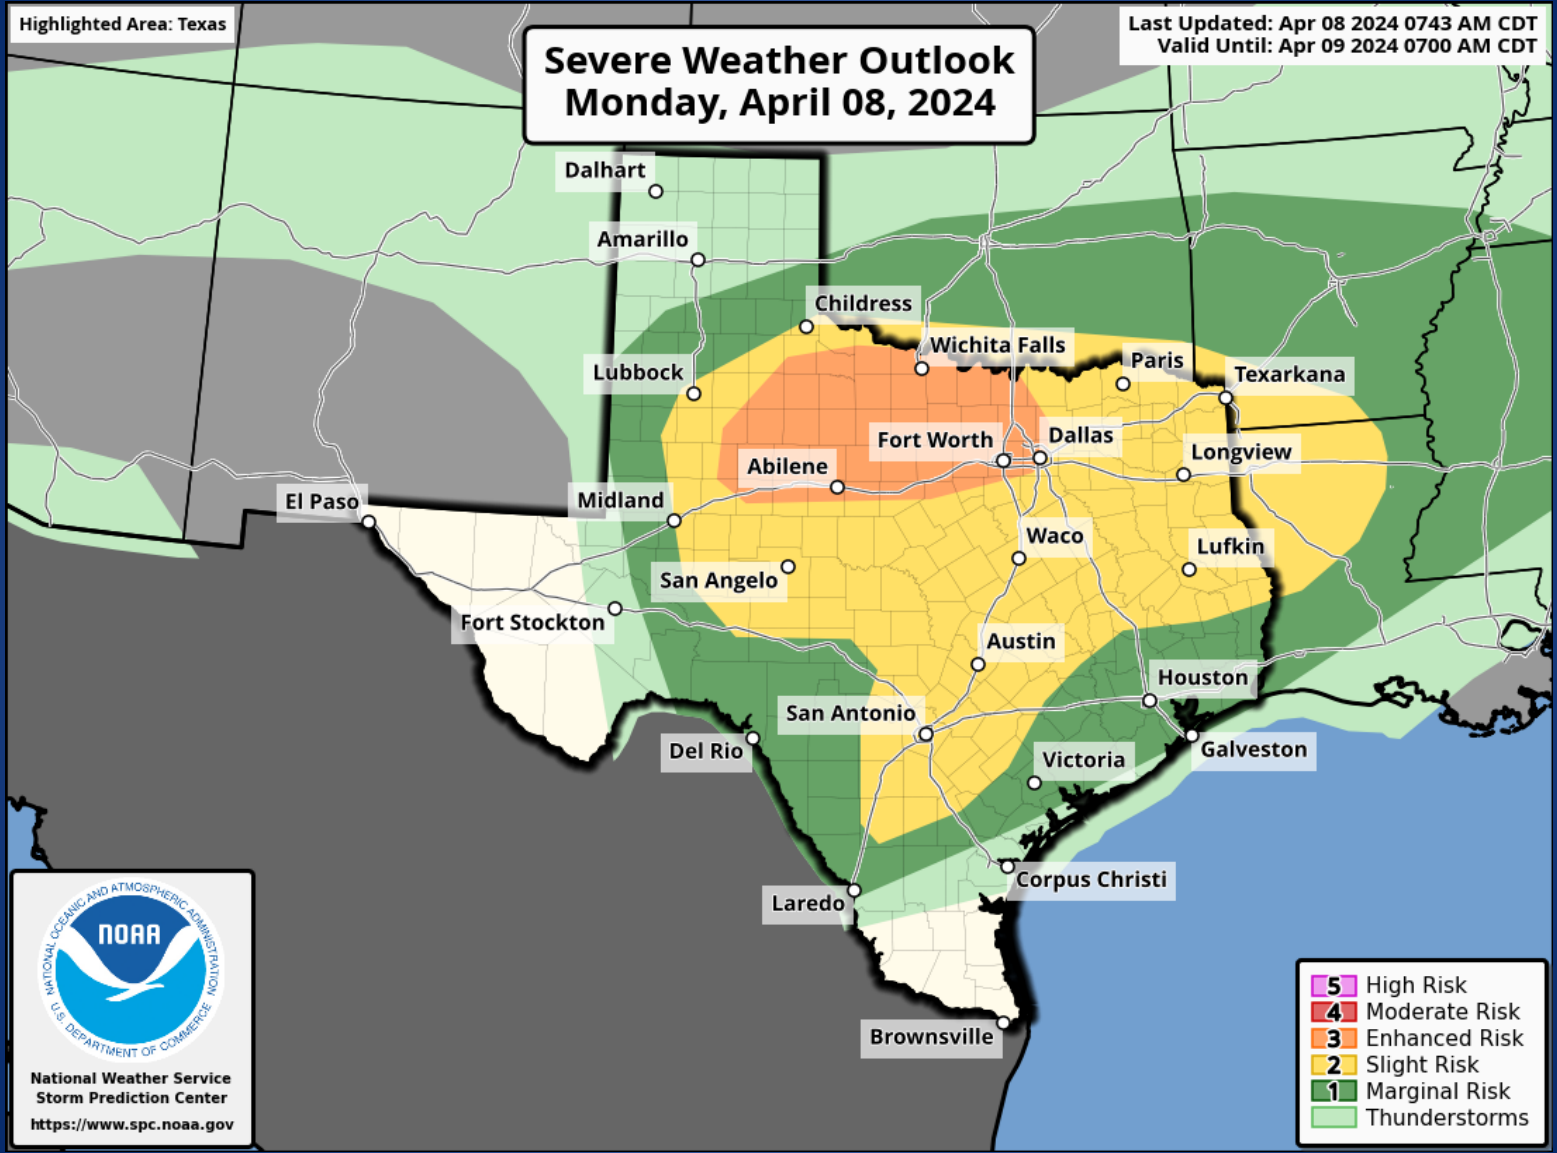 Highlighted Area: Texas
Severe Weather Outlook
Monday, April 08, 2024
Last Updated: Apr 08 2024 0743 AM CDT
Valid Until: Apr 09 2024 0700 AM CDT
Dalhart
Amarillo
Childress
Wichita Falls
Paris
Lubbock
Texarkana
Fort Worth
Dallas
Longview
Abilene
Midland
El Paso
Waco
Lufkin
San Angelo
Fort Stockton
Austin
Houston
San Antonio
Del Rio
Galveston
Victoria
Corpus Christi
Laredo
Brownsville
NATIONAL OCEANIC AND ATMOSPHERIC ADMINISTRATION
NOAA
U.S. DEPARTMENT OF COMMERCE
National Weather Service
Storm Prediction Center
https://www.spc.noaa.gov
5 High Risk
4 Moderate Risk
3 Enhanced Risk
2 Slight Risk
1 Marginal Risk
Thunderstorms